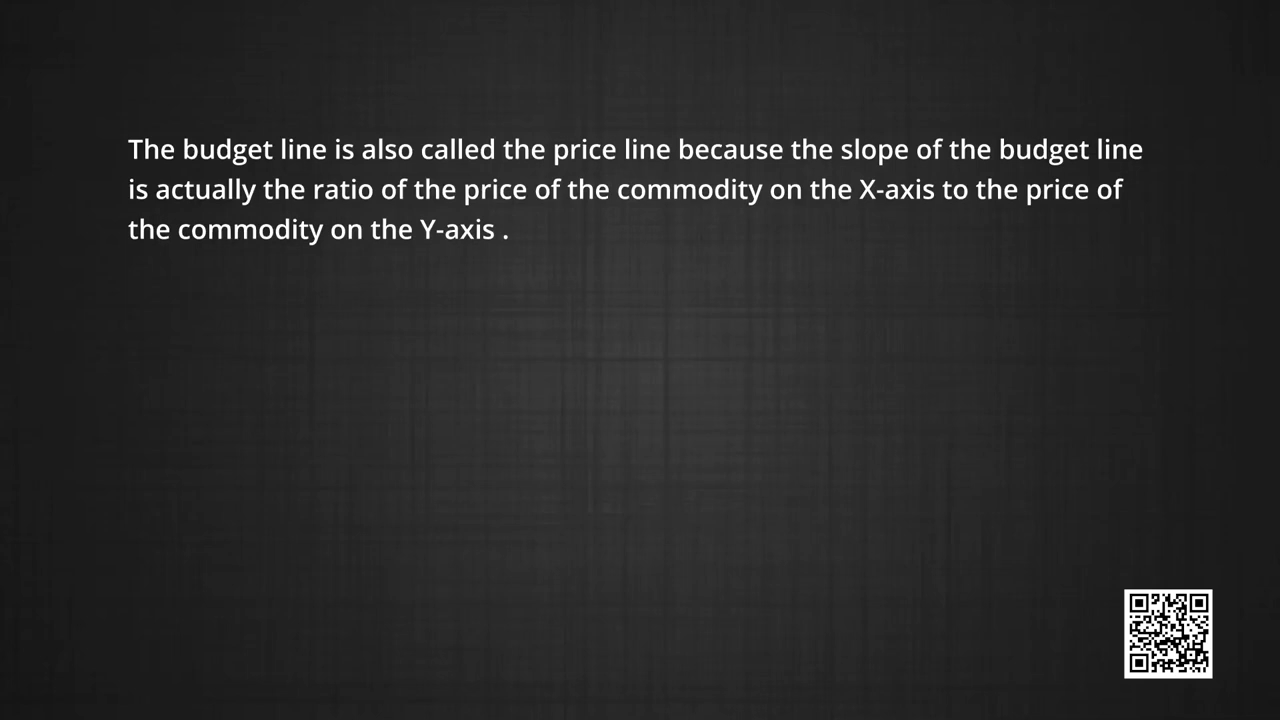 The budget line is also called the price line because the slope of the budget line
is actually the ratio of the price of the commodity on the X-axis to the price of
the commodity on the Y-axis .